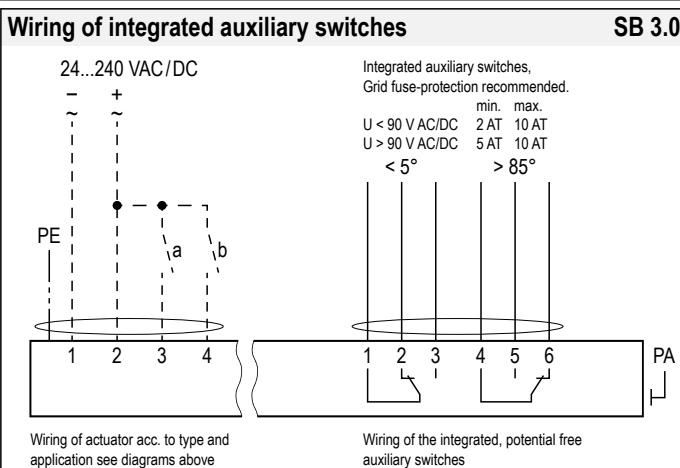 Wiring of integrated auxiliary switches SB 3.0
24...240 VAC/DC
– +
~ ~
PE
a b
1 2 3 4
Wiring of actuator acc. to type and
application see diagrams above
Integrated auxiliary switches,
Grid fuse-protection recommended.
min. max.
U < 90 V AC/DC 2 AT 10 AT
U > 90 V AC/DC 5 AT 10 AT
< 5° > 85°
1 2 3 4 5 6 PA
Wiring of the integrated, potential free
auxiliary switches